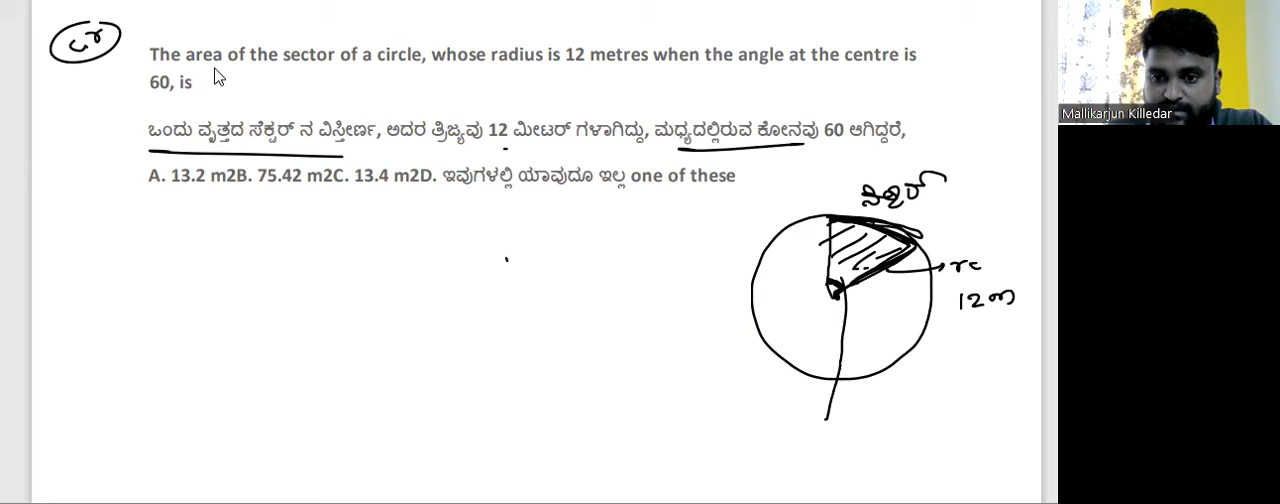 ೮೪
The area of the sector of a circle, whose radius is 12 metres when the angle at the centre is
60, is
ಒಂದು ವೃತ್ತದ ಸೆಕ್ಟರ್ ನ ವಿಸ್ತೀರ್ಣ, ಅದರ ತ್ರಿಜ್ಯವು 12 ಮೀಟರ್ ಗಳಾಗಿದ್ದು, ಮಧ್ಯದಲ್ಲಿರುವ ಕೋನವು 60 ಆಗಿದ್ದರೆ,
A. 13.2 m2B. 75.42 m2C. 13.4 m2D. ಇವುಗಳಲ್ಲಿ ಯಾವುದೂ ಇಲ್ಲ one of these
12m
Mallikarjun Killedar